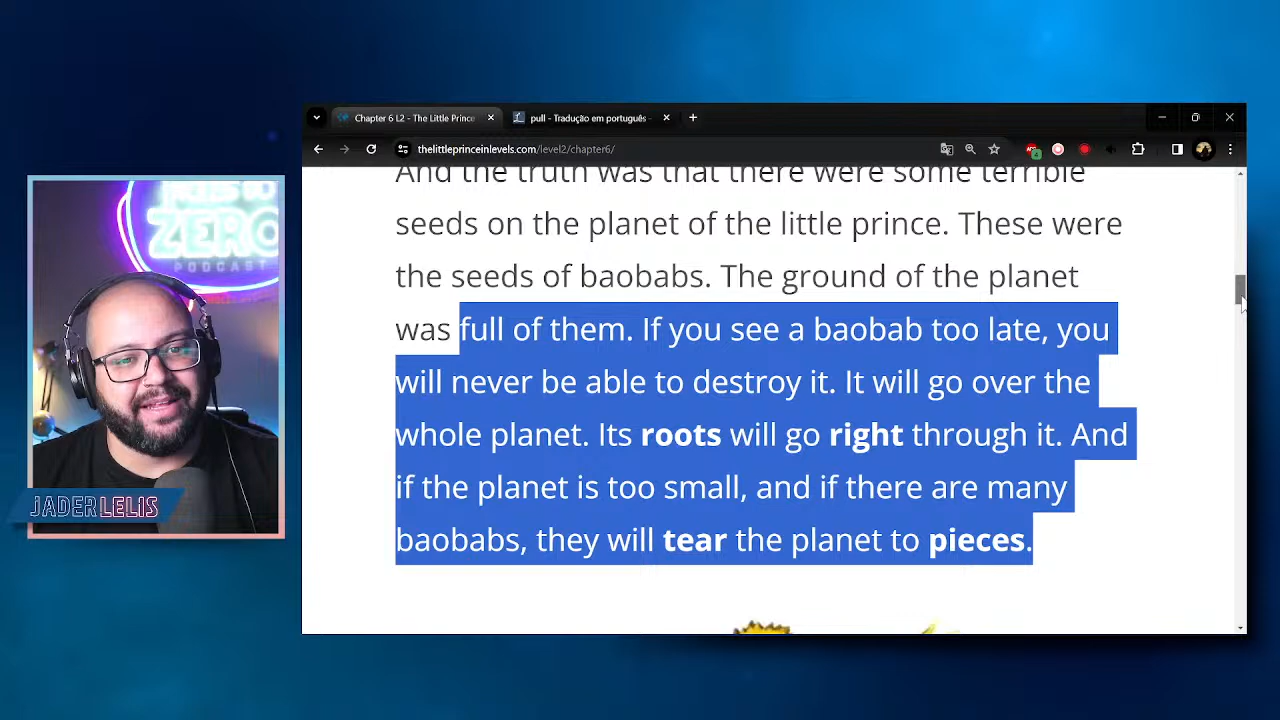 Chapter 6 L2 - The Little Prince
pull - Tradução em português -
thelittleprinceinlevels.com/level2/chapter6/
And the truth was that there were some terrible
seeds on the planet of the little prince. These were
the seeds of baobabs. The ground of the planet
was full of them. If you see a baobab too late, you
will never be able to destroy it. It will go over the
whole planet. Its roots will go right through it. And
if the planet is too small, and if there are many
baobabs, they will tear the planet to pieces.
ZERO
PODCAST
JADERLELIS